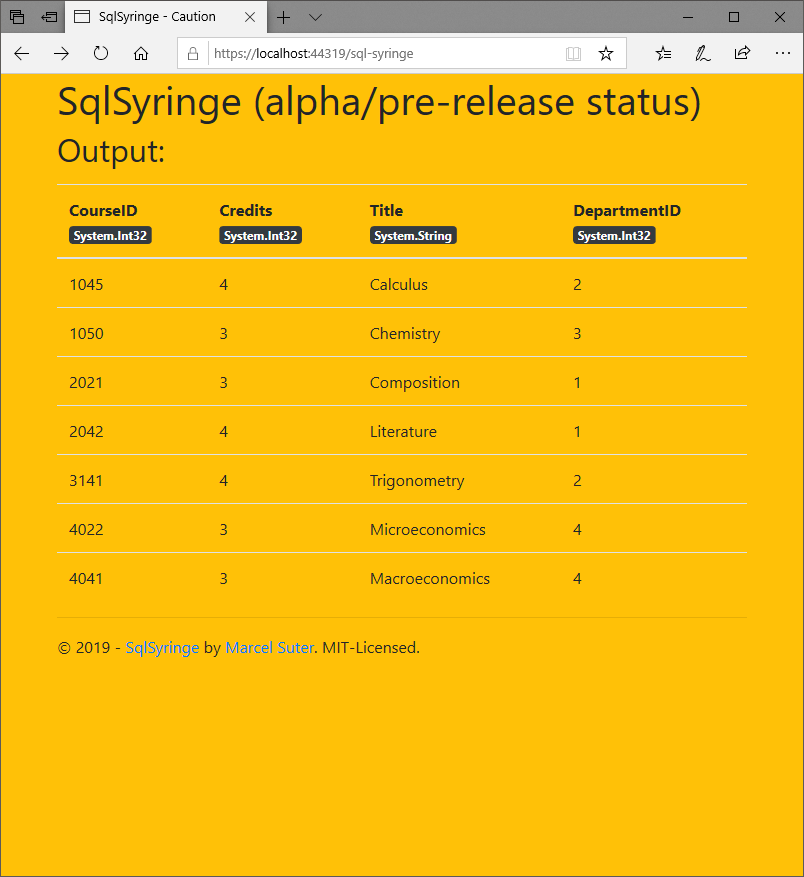 SqlSyringe - Caution
https://localhost:44319/sql-syringe
SqlSyringe (alpha/pre-release status)
Output:
CourseID Credits Title DepartmentID
System.Int32 System.Int32 System.String System.Int32
1045 4 Calculus 2
1050 3 Chemistry 3
2021 3 Composition 1
2042 4 Literature 1
3141 4 Trigonometry 2
4022 3 Microeconomics 4
4041 3 Macroeconomics 4
© 2019 - SqlSyringe by Marcel Suter. MIT-Licensed.